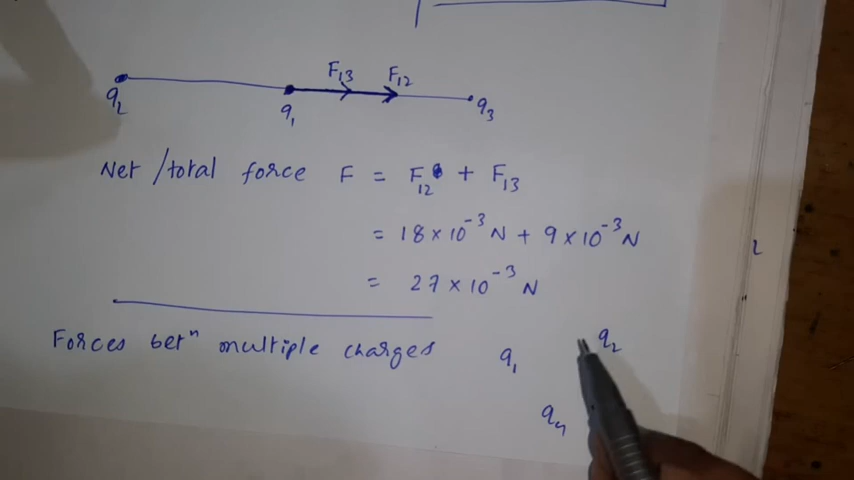 F₁₃ F₁₂
q₂ q₁ q₃
Net /total force F = F₁₂ + F₁₃
= 18 × 10⁻³ N + 9 × 10⁻³ N
= 27 × 10⁻³ N
Forces betⁿ multiple charges q₁ q₂
q₄